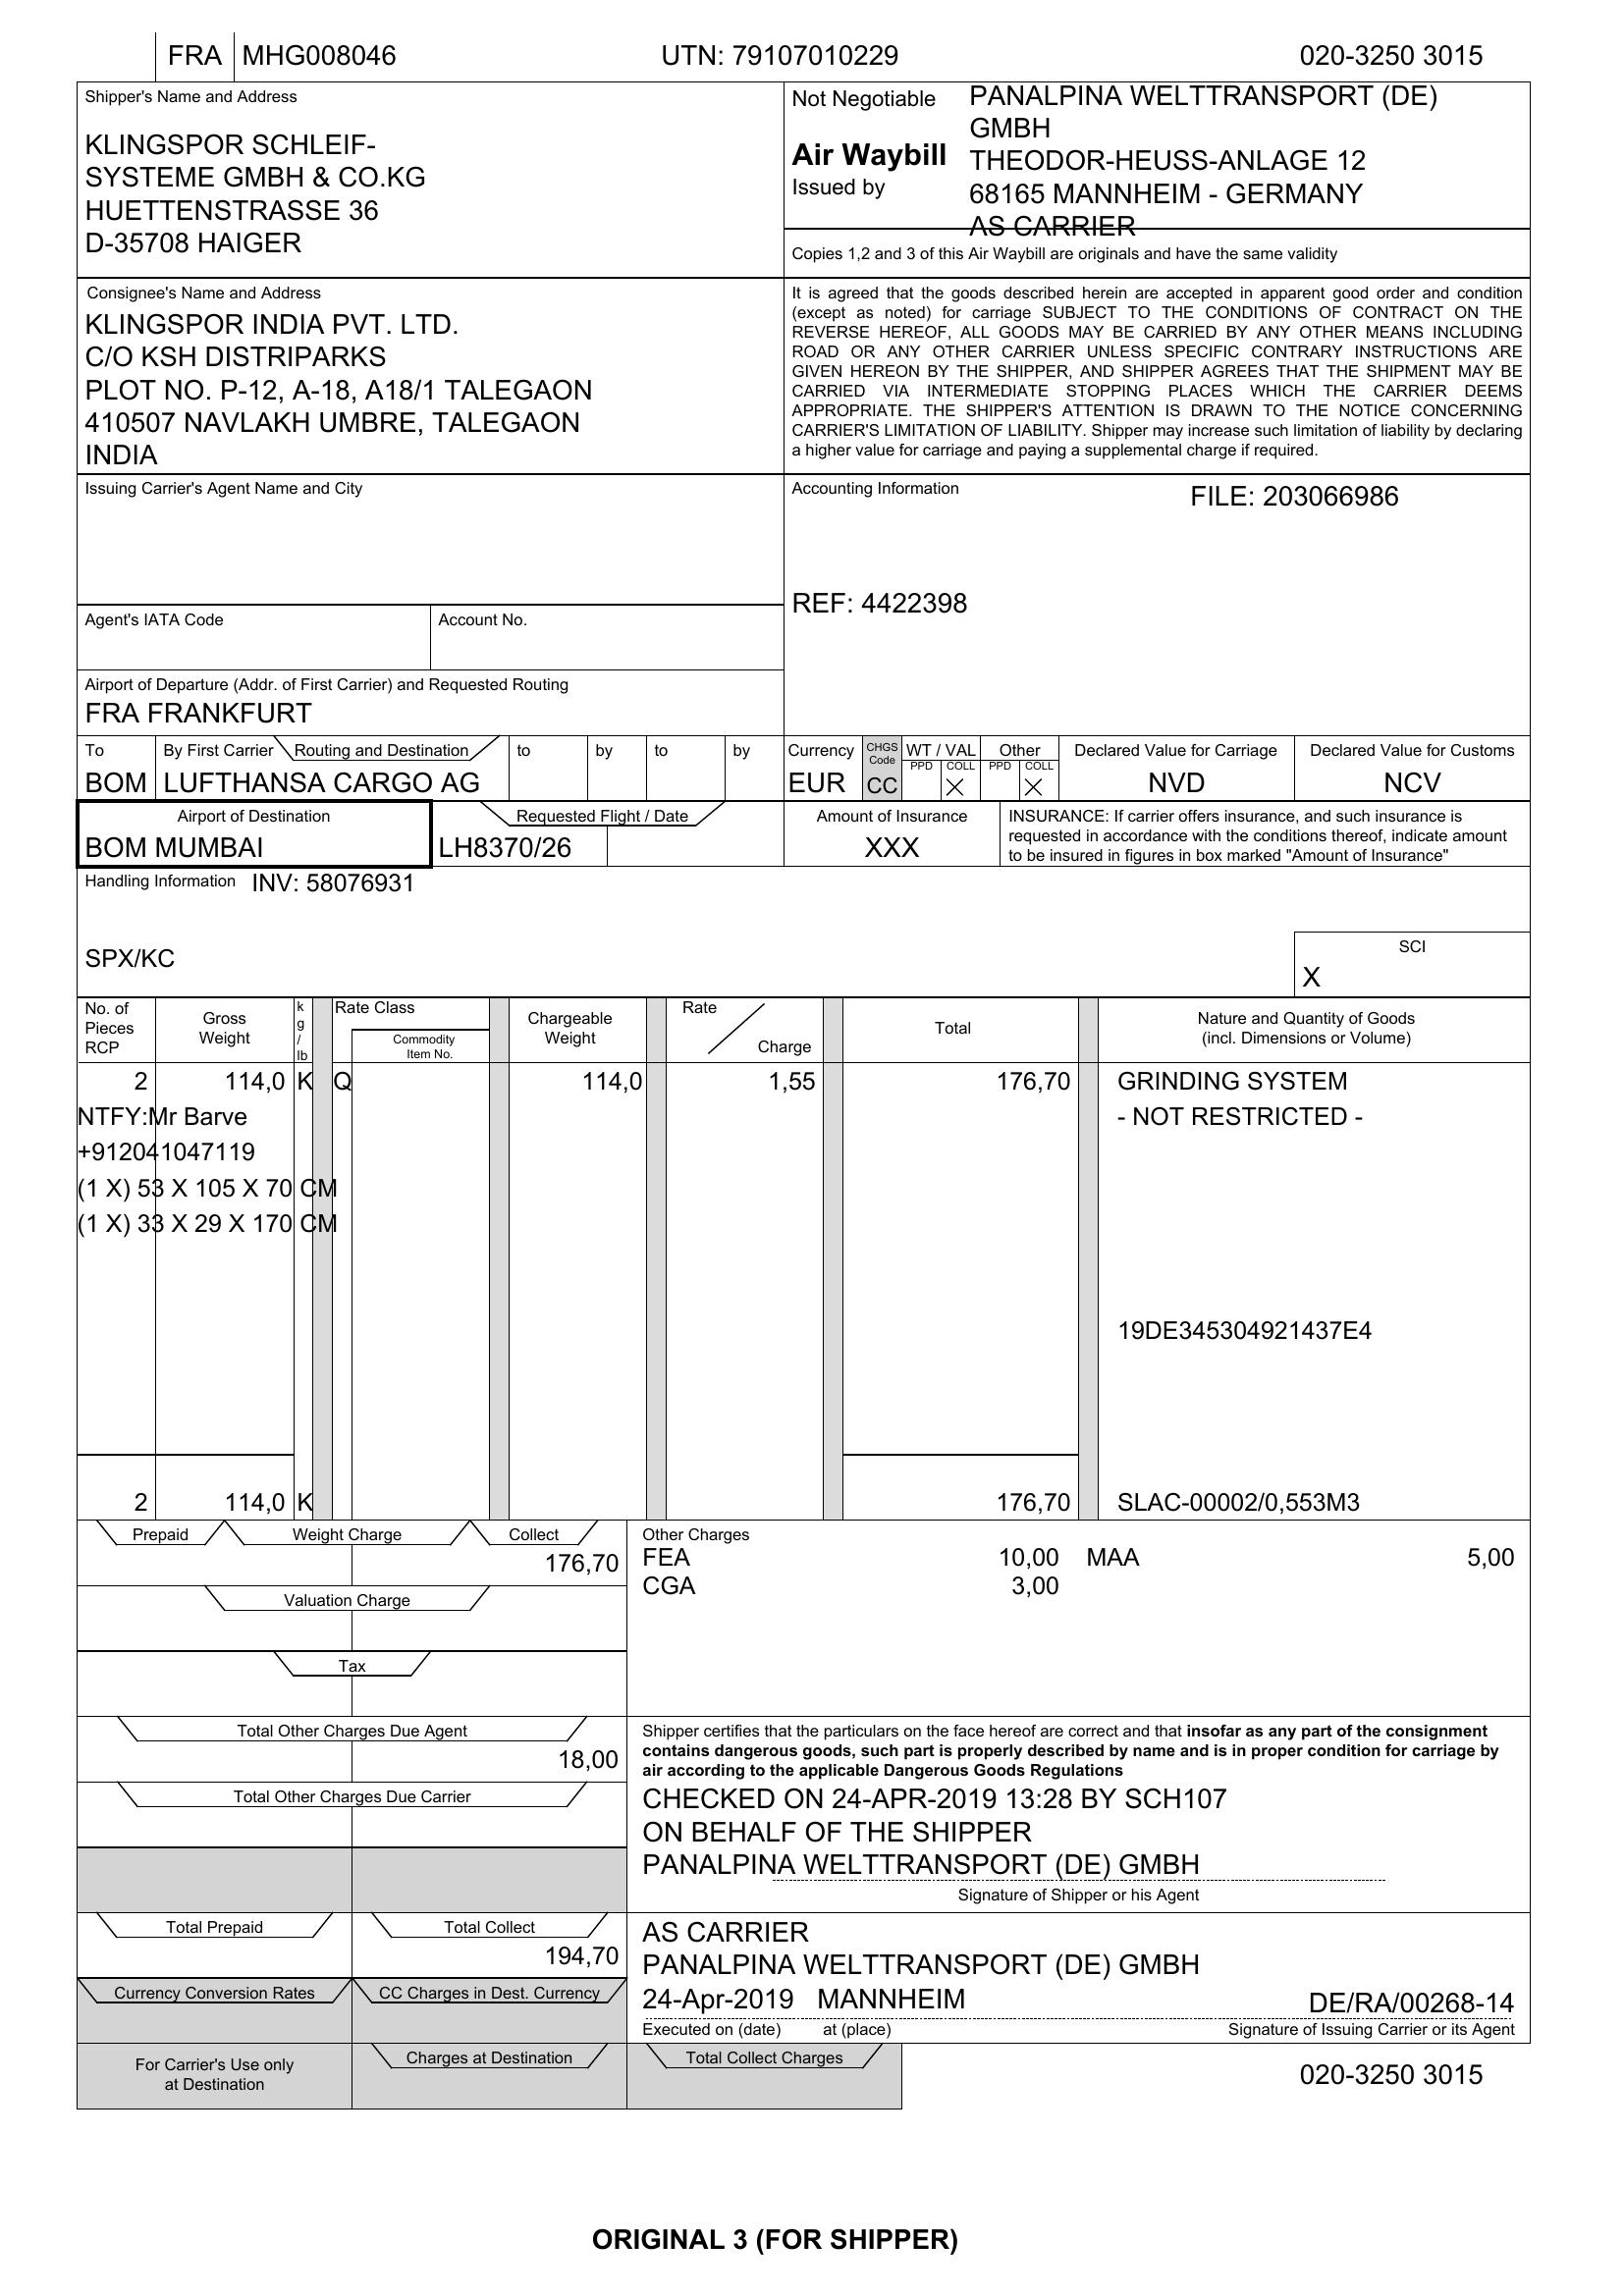 FRA MHG008046 UTN: 79107010229 020-3250 3015
Shipper's Name and Address
KLINGSPOR SCHLEIF-
SYSTEME GMBH & CO.KG
HUETTENSTRASSE 36
D-35708 HAIGER
Not Negotiable
Air Waybill
Issued by
PANALPINA WELTTRANSPORT (DE)
GMBH
THEODOR-HEUSS-ANLAGE 12
68165 MANNHEIM - GERMANY
AS CARRIER
Copies 1,2 and 3 of this Air Waybill are originals and have the same validity
Consignee's Name and Address
KLINGSPOR INDIA PVT. LTD.
C/O KSH DISTRIPARKS
PLOT NO. P-12, A-18, A18/1 TALEGAON
410507 NAVLAKH UMBRE, TALEGAON
INDIA
It is agreed that the goods described herein are accepted in apparent good order and condition
(except as noted) for carriage SUBJECT TO THE CONDITIONS OF CONTRACT ON THE
REVERSE HEREOF, ALL GOODS MAY BE CARRIED BY ANY OTHER MEANS INCLUDING
ROAD OR ANY OTHER CARRIER UNLESS SPECIFIC CONTRARY INSTRUCTIONS ARE
GIVEN HEREON BY THE SHIPPER, AND SHIPPER AGREES THAT THE SHIPMENT MAY BE
CARRIED VIA INTERMEDIATE STOPPING PLACES WHICH THE CARRIER DEEMS
APPROPRIATE. THE SHIPPER'S ATTENTION IS DRAWN TO THE NOTICE CONCERNING
CARRIER'S LIMITATION OF LIABILITY. Shipper may increase such limitation of liability by declaring
a higher value for carriage and paying a supplemental charge if required.
Issuing Carrier's Agent Name and City
Accounting Information FILE: 203066986
REF: 4422398
Agent's IATA Code Account No.
Airport of Departure (Addr. of First Carrier) and Requested Routing
FRA FRANKFURT
To By First Carrier Routing and Destination to by to by Currency CHGS Code WT / VAL Other Declared Value for Carriage Declared Value for Customs
PPD COLL PPD COLL
BOM LUFTHANSA CARGO AG EUR CC X X NVD NCV
Airport of Destination Requested Flight / Date Amount of Insurance
BOM MUMBAI LH8370/26 XXX
INSURANCE: If carrier offers insurance, and such insurance is
requested in accordance with the conditions thereof, indicate amount
to be insured in figures in box marked "Amount of Insurance"
Handling Information INV: 58076931
SPX/KC
SCI
X
No. of
Pieces
RCP
Gross
Weight
k
g
/
lb
Rate Class
Commodity
Item No.
Chargeable
Weight
Rate
Charge
Total
Nature and Quantity of Goods
(incl. Dimensions or Volume)
2 114,0 K Q 114,0 1,55 176,70 GRINDING SYSTEM
NTFY:Mr Barve - NOT RESTRICTED -
+912041047119
(1 X) 53 X 105 X 70 CM
(1 X) 33 X 29 X 170 CM
19DE345304921437E4
2 114,0 K 176,70 SLAC-00002/0,553M3
Prepaid Weight Charge Collect
176,70
Other Charges
FEA 10,00 MAA 5,00
CGA 3,00
Valuation Charge
Tax
Total Other Charges Due Agent
18,00
Total Other Charges Due Carrier
Shipper certifies that the particulars on the face hereof are correct and that insofar as any part of the consignment
contains dangerous goods, such part is properly described by name and is in proper condition for carriage by
air according to the applicable Dangerous Goods Regulations
CHECKED ON 24-APR-2019 13:28 BY SCH107
ON BEHALF OF THE SHIPPER
PANALPINA WELTTRANSPORT (DE) GMBH
Signature of Shipper or his Agent
Total Prepaid Total Collect
194,70
Currency Conversion Rates CC Charges in Dest. Currency
AS CARRIER
PANALPINA WELTTRANSPORT (DE) GMBH
24-Apr-2019 MANNHEIM DE/RA/00268-14
Executed on (date) at (place) Signature of Issuing Carrier or its Agent
For Carrier's Use only
at Destination
Charges at Destination Total Collect Charges
020-3250 3015
ORIGINAL 3 (FOR SHIPPER)